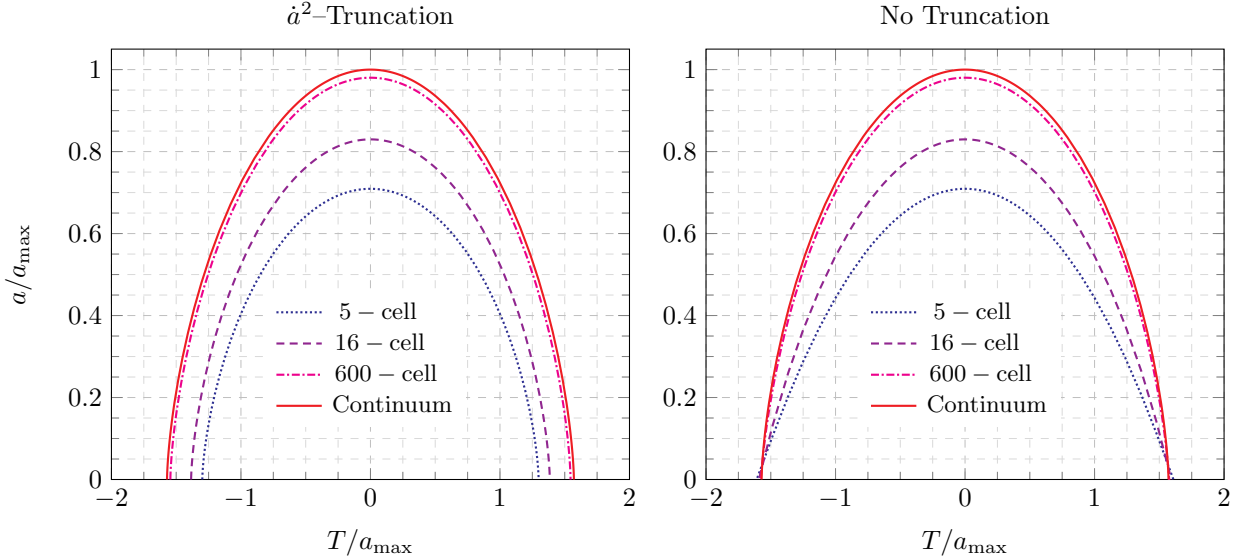 ȧ²–Truncation
1
0.8
0.6
0.4
0.2
0
a/a_max
5 – cell
16 – cell
600 – cell
Continuum
−2 −1 0 1 2
T/a_max
No Truncation
1
0.8
0.6
0.4
0.2
0
5 – cell
16 – cell
600 – cell
Continuum
−2 −1 0 1 2
T/a_max